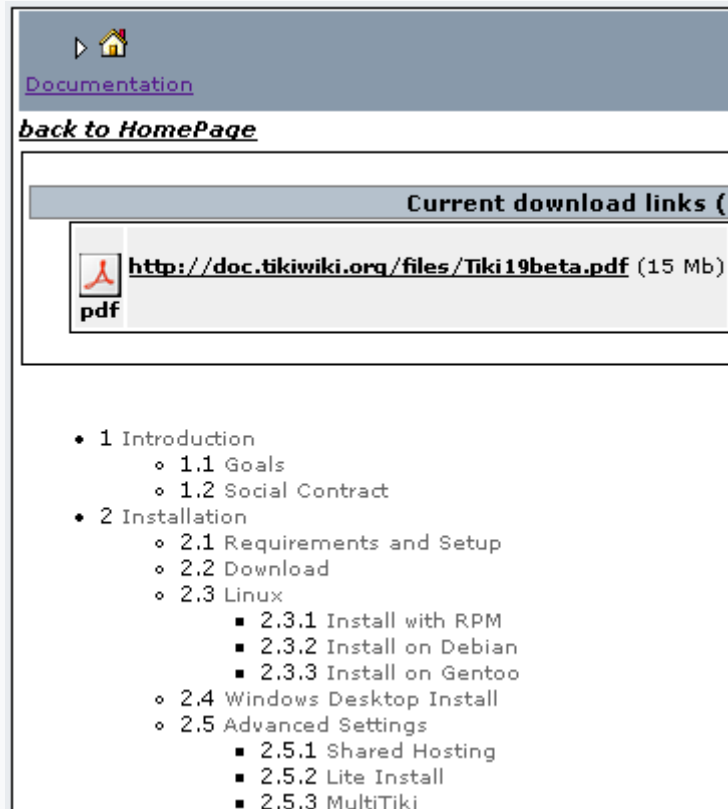 Documentation
back to HomePage
Current download links (
http://doc.tikiwiki.org/files/Tiki19beta.pdf (15 Mb)
pdf
• 1 Introduction
◦ 1.1 Goals
◦ 1.2 Social Contract
• 2 Installation
◦ 2.1 Requirements and Setup
◦ 2.2 Download
◦ 2.3 Linux
▪ 2.3.1 Install with RPM
▪ 2.3.2 Install on Debian
▪ 2.3.3 Install on Gentoo
◦ 2.4 Windows Desktop Install
◦ 2.5 Advanced Settings
▪ 2.5.1 Shared Hosting
▪ 2.5.2 Lite Install
▪ 2.5.3 MultiTiki